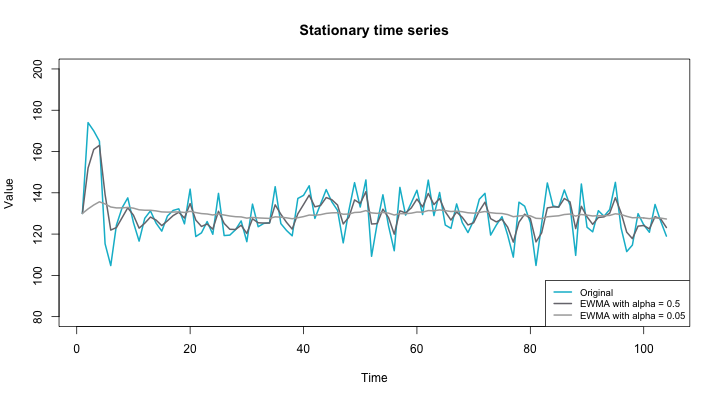 Stationary time series
Value
200
180
160
140
120
100
80
0 20 40 60 80 100
Time
Original
EWMA with alpha = 0.5
EWMA with alpha = 0.05